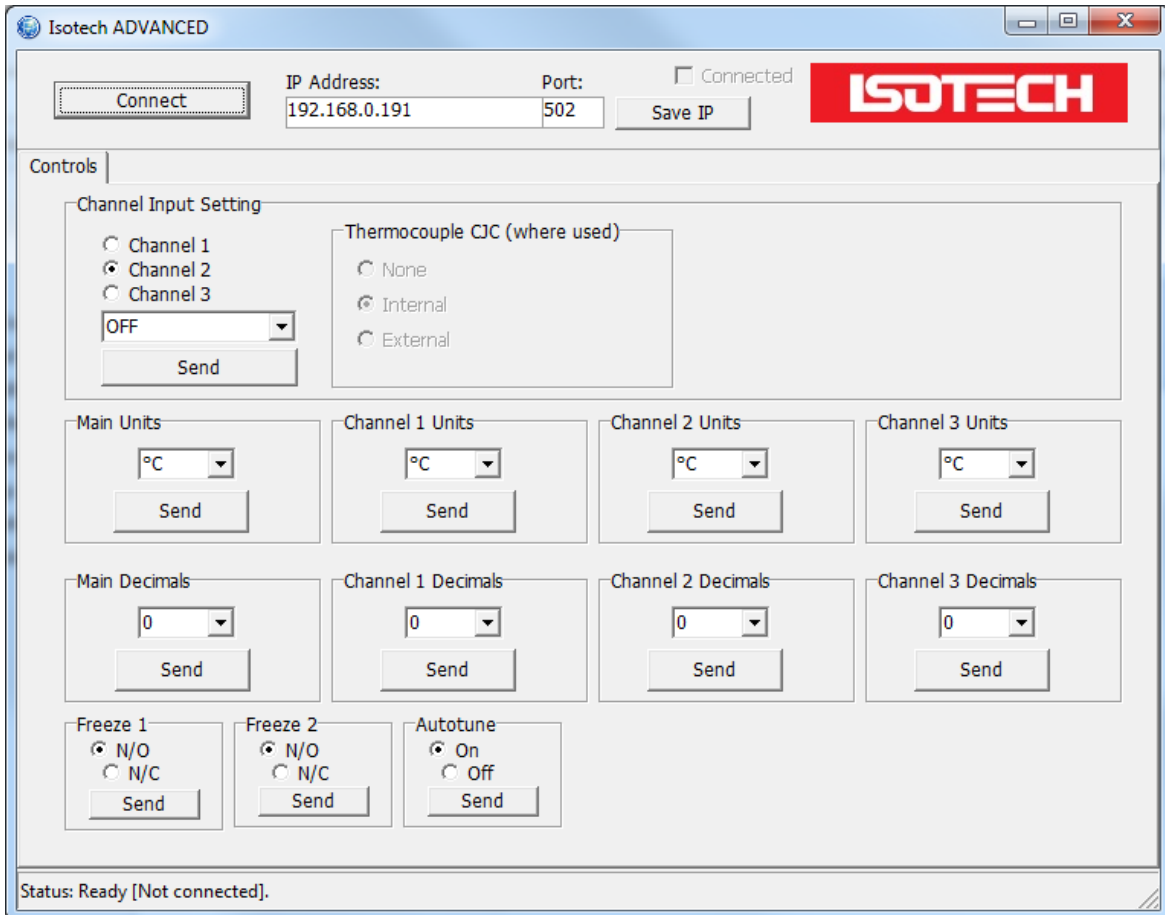 Isotech ADVANCED
Connect
IP Address:
192.168.0.191
Port:
502
Connected
Save IP
ISOTECH
Controls
Channel Input Setting
Channel 1
Channel 2
Channel 3
OFF
Send
Thermocouple CJC (where used)
None
Internal
External
Main Units
°C
Send
Channel 1 Units
°C
Send
Channel 2 Units
°C
Send
Channel 3 Units
°C
Send
Main Decimals
0
Send
Channel 1 Decimals
0
Send
Channel 2 Decimals
0
Send
Channel 3 Decimals
0
Send
Freeze 1
N/O
N/C
Send
Freeze 2
N/O
N/C
Send
Autotune
On
Off
Send
Status: Ready [Not connected].